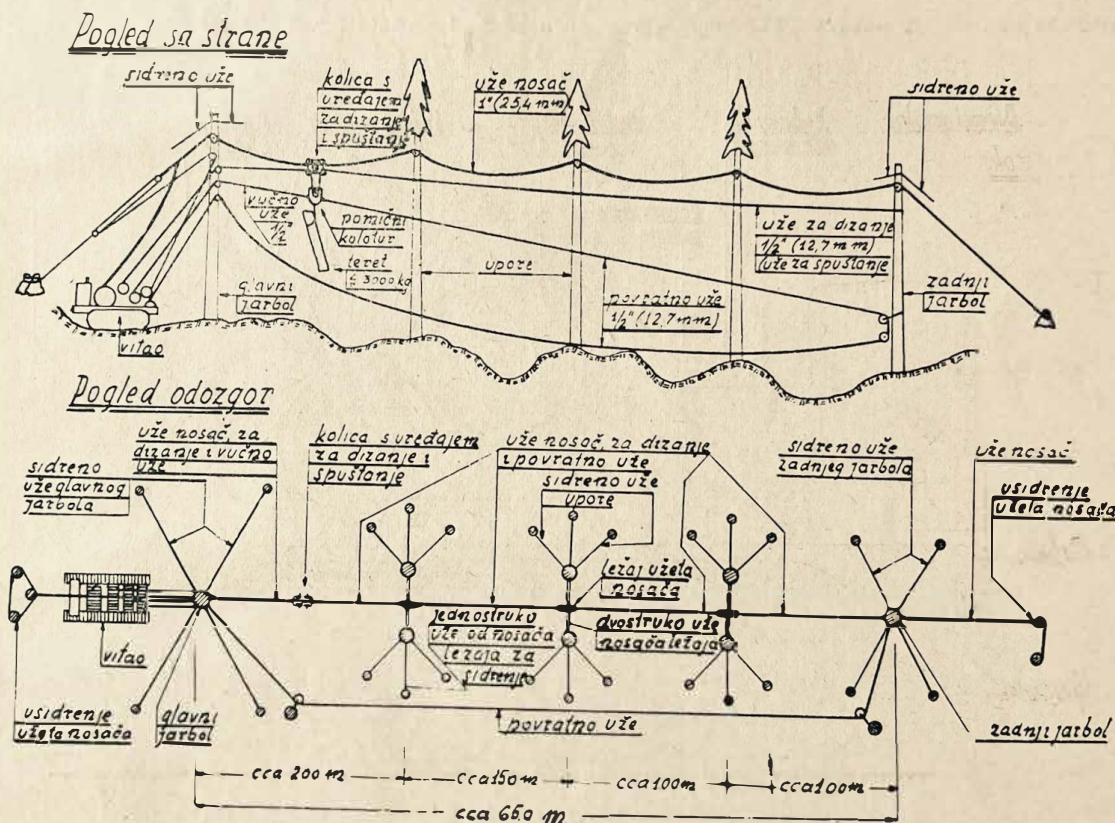 Pogled sa strane
sidreno uže
kolica s
uređajem
za dizanje
i spuštanje
uže nosač
1" (25,4 mm)
sidreno uže
vučno
uže
1/2"
pomični
kolotur
teret
≤ 3000 kg
upore
uže za dizanje
1/2" (12,7 mm)
(uže za spuštanje
glavni
jarbol
povratno uže
1/2" (12,7 mm)
zadnji
jarbol
vitao
Pogled odozgor
uže nosač, za
dizanje i vučno
uže
kolica s uređajem
za dizanje i
spuštanje
uže nosač, za dizanje
i povratno uže
sidreno uže
zadnjeg jarbola
uže nosač
sidreno
uže glavnog
jarbola
sidreno uže
upore
usidrenje
užeta nosača
ležaj užeta
nosača
jednostruko
uže od nosača
ležaja za
sidrenje
dvostruko uže
nosača ležaja
vitao
usidrenje
užeta nosača
glavni
jarbol
povratno uže
zadnji jarbol
cca 200 m
cca 150 m
cca 100 m
cca 100 m
cca 650 m